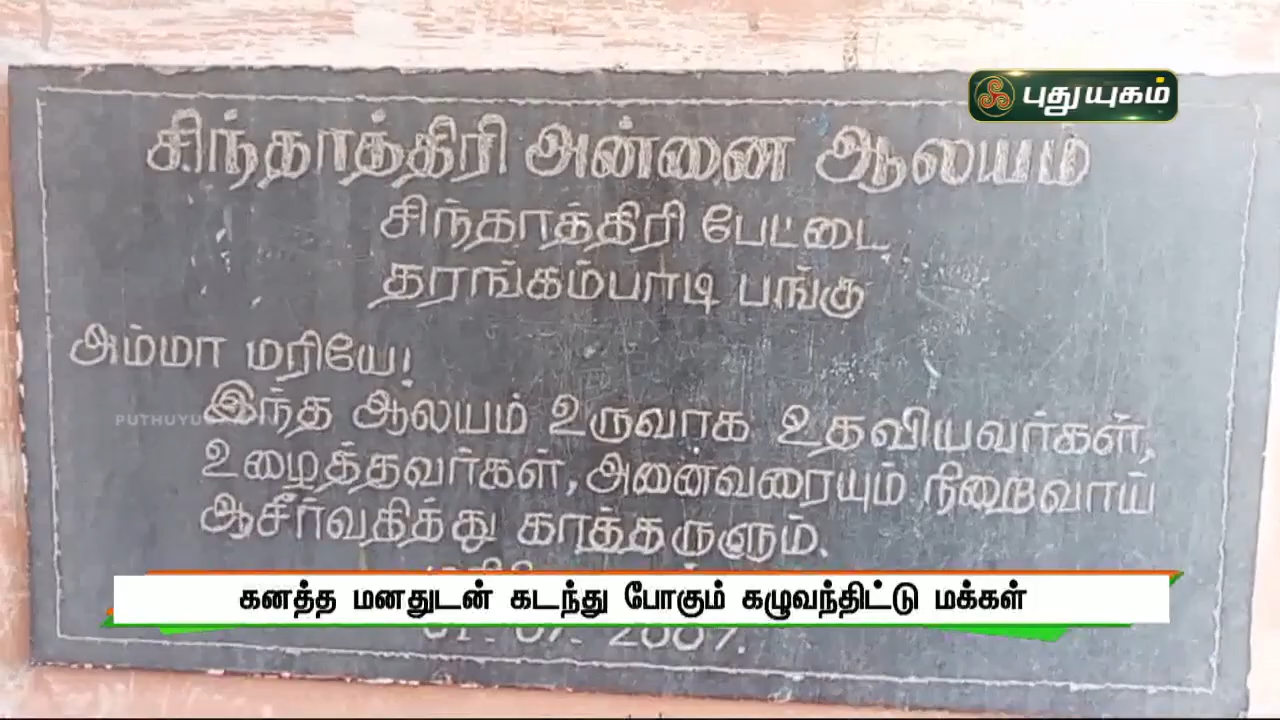 புதுயுகம்
சிந்தாத்திரி அன்னை ஆலயம்
சிந்தாத்திரி பேட்டை
தரங்கம்பாடி பங்கு
அம்மா மரியே!
இந்த ஆலயம் உருவாக உதவியவர்கள்,
உழைத்தவர்கள், அனைவரையும் நிறைவாய்
ஆசீர்வதித்து காத்தருளும்.
கனத்த மனதுடன் கடந்து போகும் கழுவந்திட்டு மக்கள்
2007.